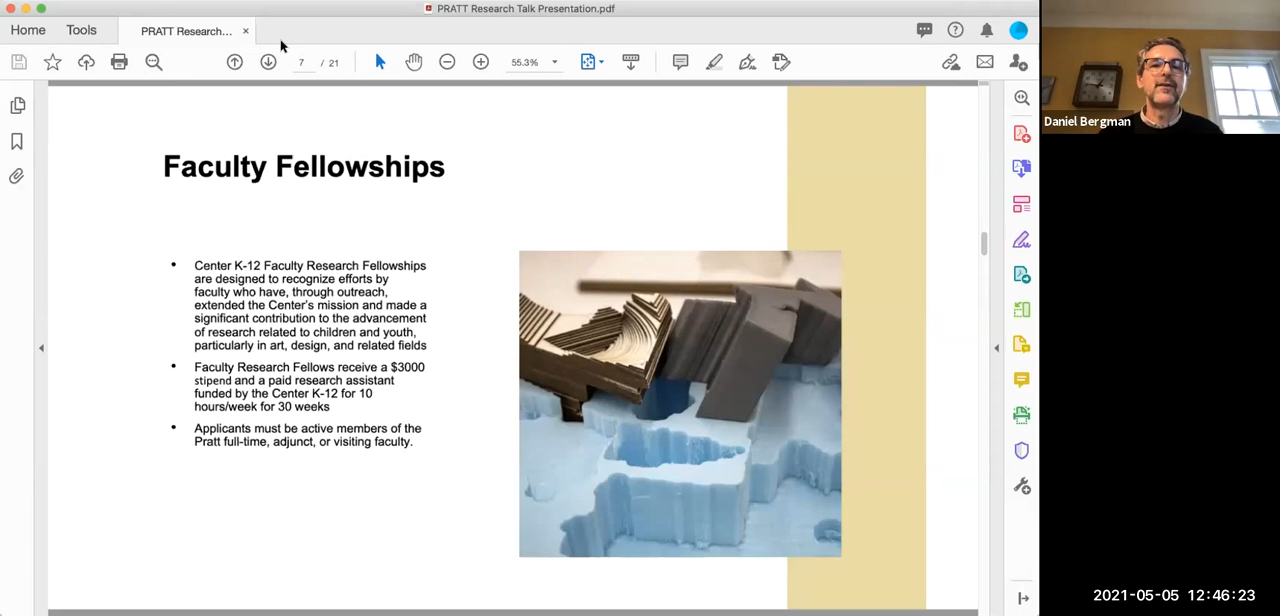 PRATT Research Talk Presentation.pdf
Home
Tools
PRATT Research... ×
7 / 21
55.3%
Faculty Fellowships
• Center K-12 Faculty Research Fellowships
are designed to recognize efforts by
faculty who have, through outreach,
extended the Center's mission and made a
significant contribution to the advancement
of research related to children and youth,
particularly in art, design, and related fields
• Faculty Research Fellows receive a $3000
stipend and a paid research assistant
funded by the Center K-12 for 10
hours/week for 30 weeks
• Applicants must be active members of the
Pratt full-time, adjunct, or visiting faculty.
Daniel Bergman
2021-05-05 12:46:23